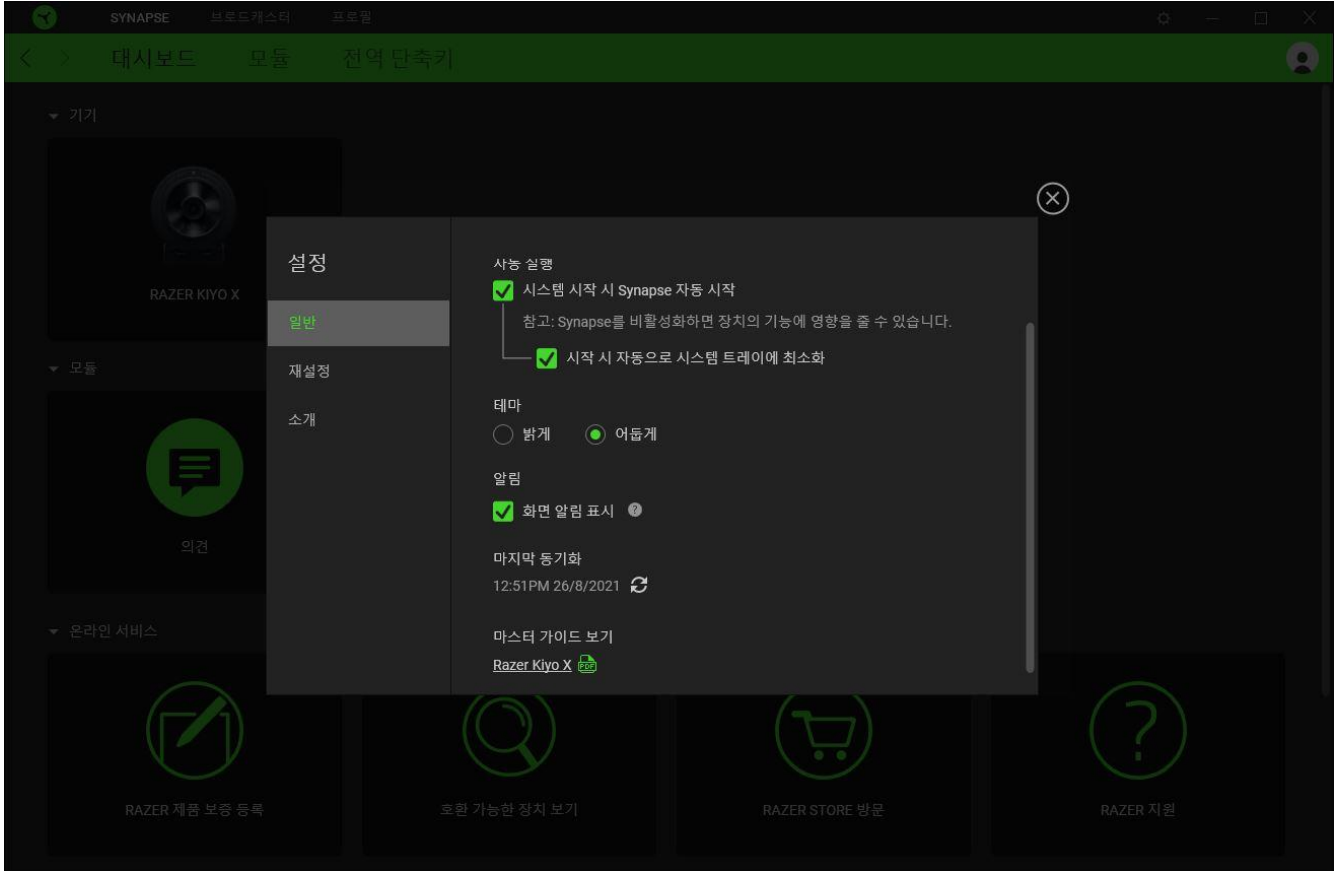 SYNAPSE 브로드캐스터 프로필
대시보드 모듈 전역 단축키
기기
RAZER KIYO X
모듈
의견
온라인 서비스
RAZER 제품 보증 등록
호환 가능한 장치 보기
RAZER STORE 방문
RAZER 지원
설정
일반
재설정
소개
자동 실행
시스템 시작 시 Synapse 자동 시작
참고: Synapse를 비활성화하면 장치의 기능에 영향을 줄 수 있습니다.
시작 시 자동으로 시스템 트레이에 최소화
테마
밝게 어둡게
알림
화면 알림 표시 ?
마지막 동기화
12:51PM 26/8/2021
마스터 가이드 보기
Razer Kiyo X PDF